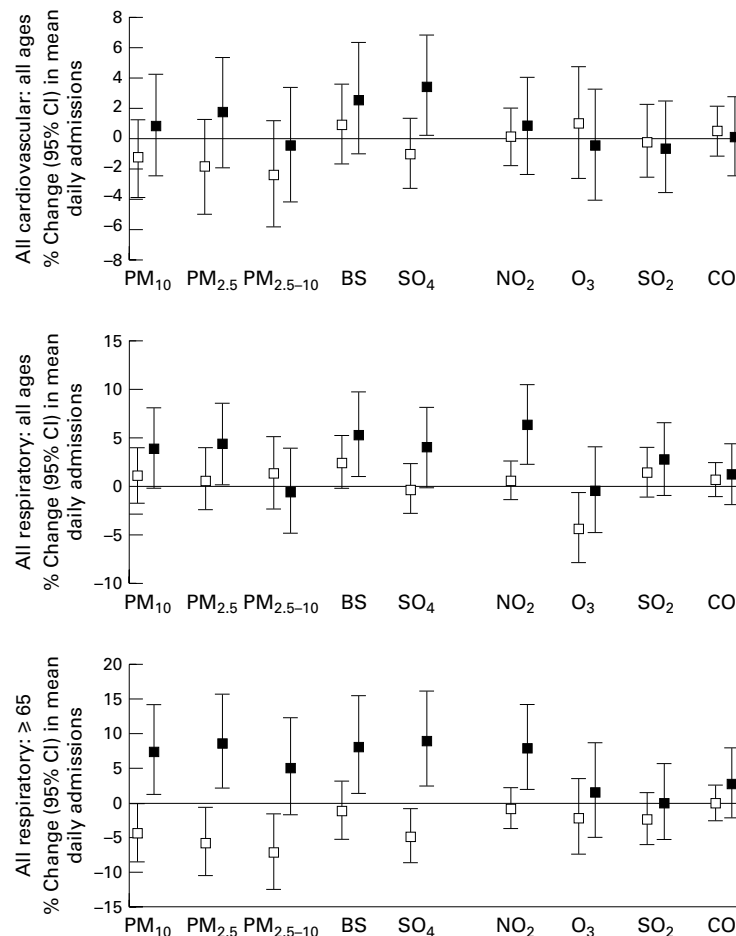 All cardiovascular: all ages
% Change (95% CI) in mean
daily admissions
8
6
4
2
0
–2
–4
–6
–8
PM10 PM2.5 PM2.5–10 BS SO4 NO2 O3 SO2 CO
All respiratory: all ages
% Change (95% CI) in mean
daily admissions
15
10
5
0
–5
–10
PM10 PM2.5 PM2.5–10 BS SO4 NO2 O3 SO2 CO
All respiratory: ≥ 65
% Change (95% CI) in mean
daily admissions
20
15
10
5
0
–5
–10
–15
PM10 PM2.5 PM2.5–10 BS SO4 NO2 O3 SO2 CO